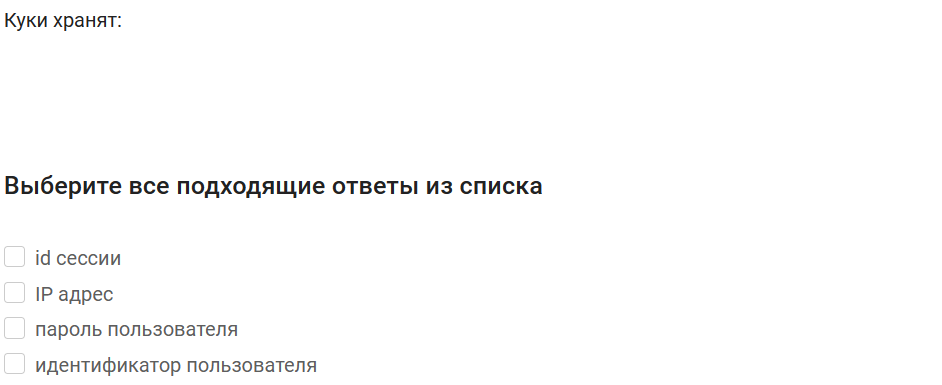 Куки хранят:
Выберите все подходящие ответы из списка
id сессии
IP адрес
пароль пользователя
идентификатор пользователя